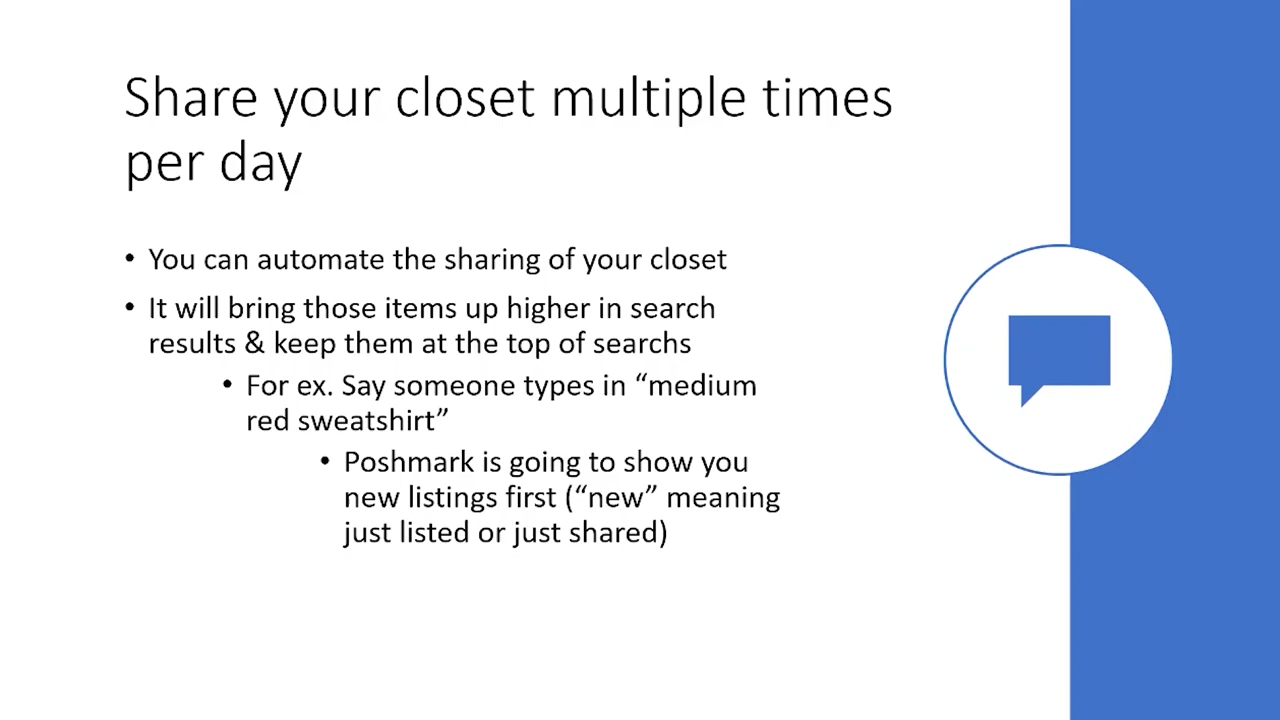 Share your closet multiple times
per day
• You can automate the sharing of your closet
• It will bring those items up higher in search
results & keep them at the top of searchs
• For ex. Say someone types in “medium
red sweatshirt”
• Poshmark is going to show you
new listings first (“new” meaning
just listed or just shared)